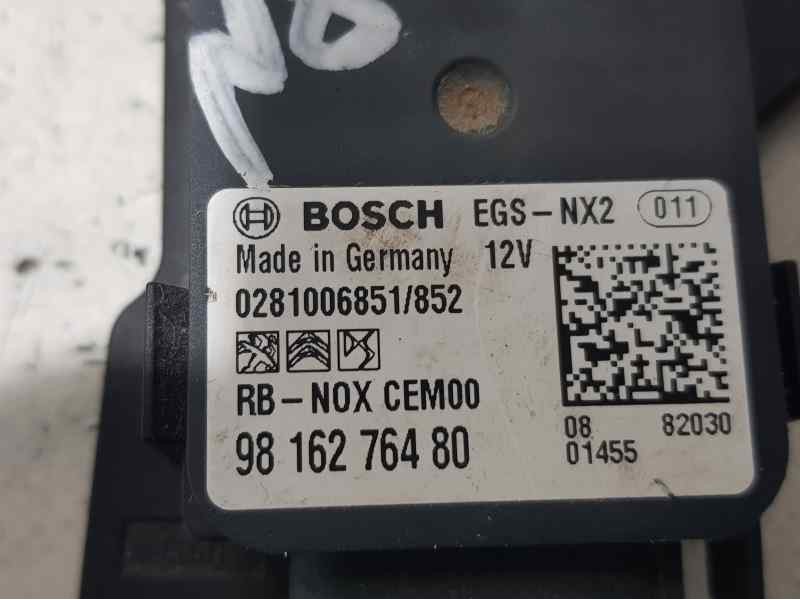 BOSCH EGS-NX2 011
Made in Germany 12V
0281006851/852
RB-NOX CEM00
98 162 764 80
08 82030
01455